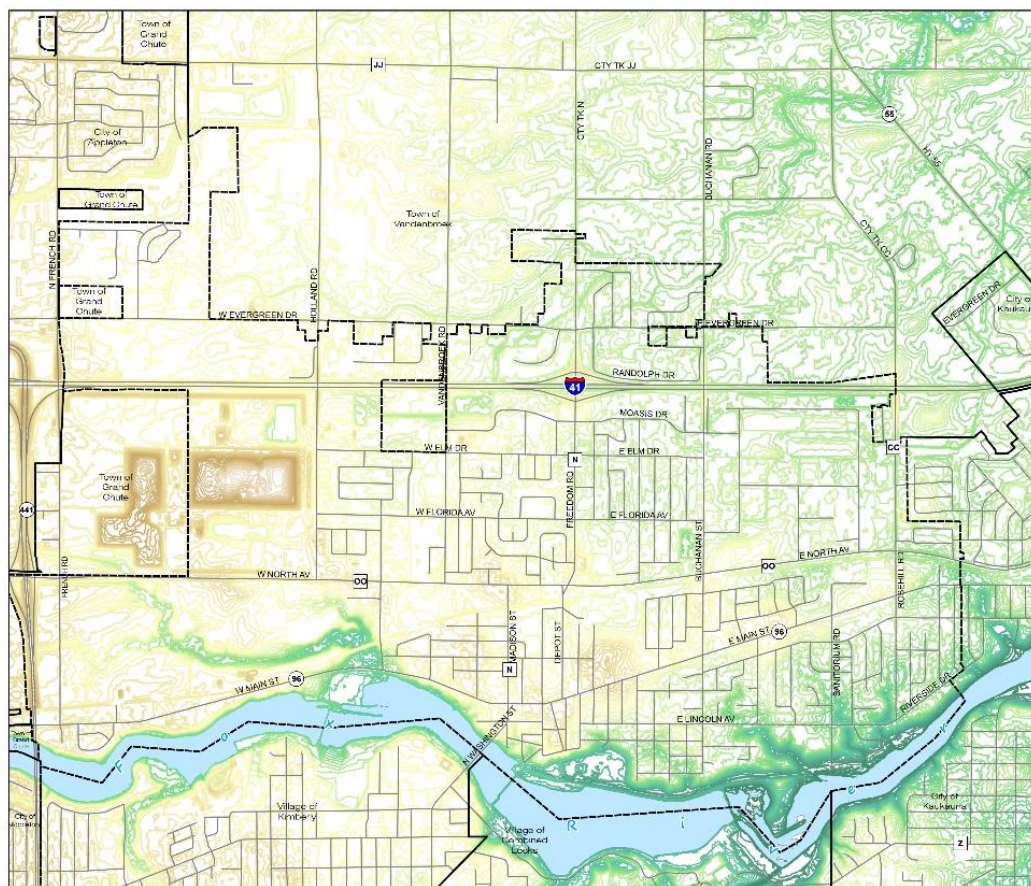 Town of
Grand
Chute
JJ
CTY TK JJ
CTY TK N
BUCHANAN RD
55
HY 55
City of
Appleton
Town of
Grand Chute
Town of
Vandenbroek
N FRENCH RD
HOLLAND RD
CTY TK CC
Town of
Grand
Chute
W EVERGREEN DR
E EVERGREEN DR
EVERGREEN DR
City of
VANDENBROEK RD
RANDOLPH DR
41
MOASIS DR
W ELM DR
E ELM DR
N
CC
Town of
Grand
Chute
441
FREEDOM RD
W FLORIDA AV
E FLORIDA AV
BUCHANAN ST
E NORTH AV
W NORTH AV
OO
OO
ROSEHILL RD
MADISON ST
DEPOT ST
E MAIN ST
96
SANITORIUM RD
N
W MAIN ST
96
RIVERSIDE DR
E LINCOLN AV
N WASHINGTON ST
Fox River
City of
Village of
Kimberly
Village of
Combined
Locks
City of
Kaukauna
Z